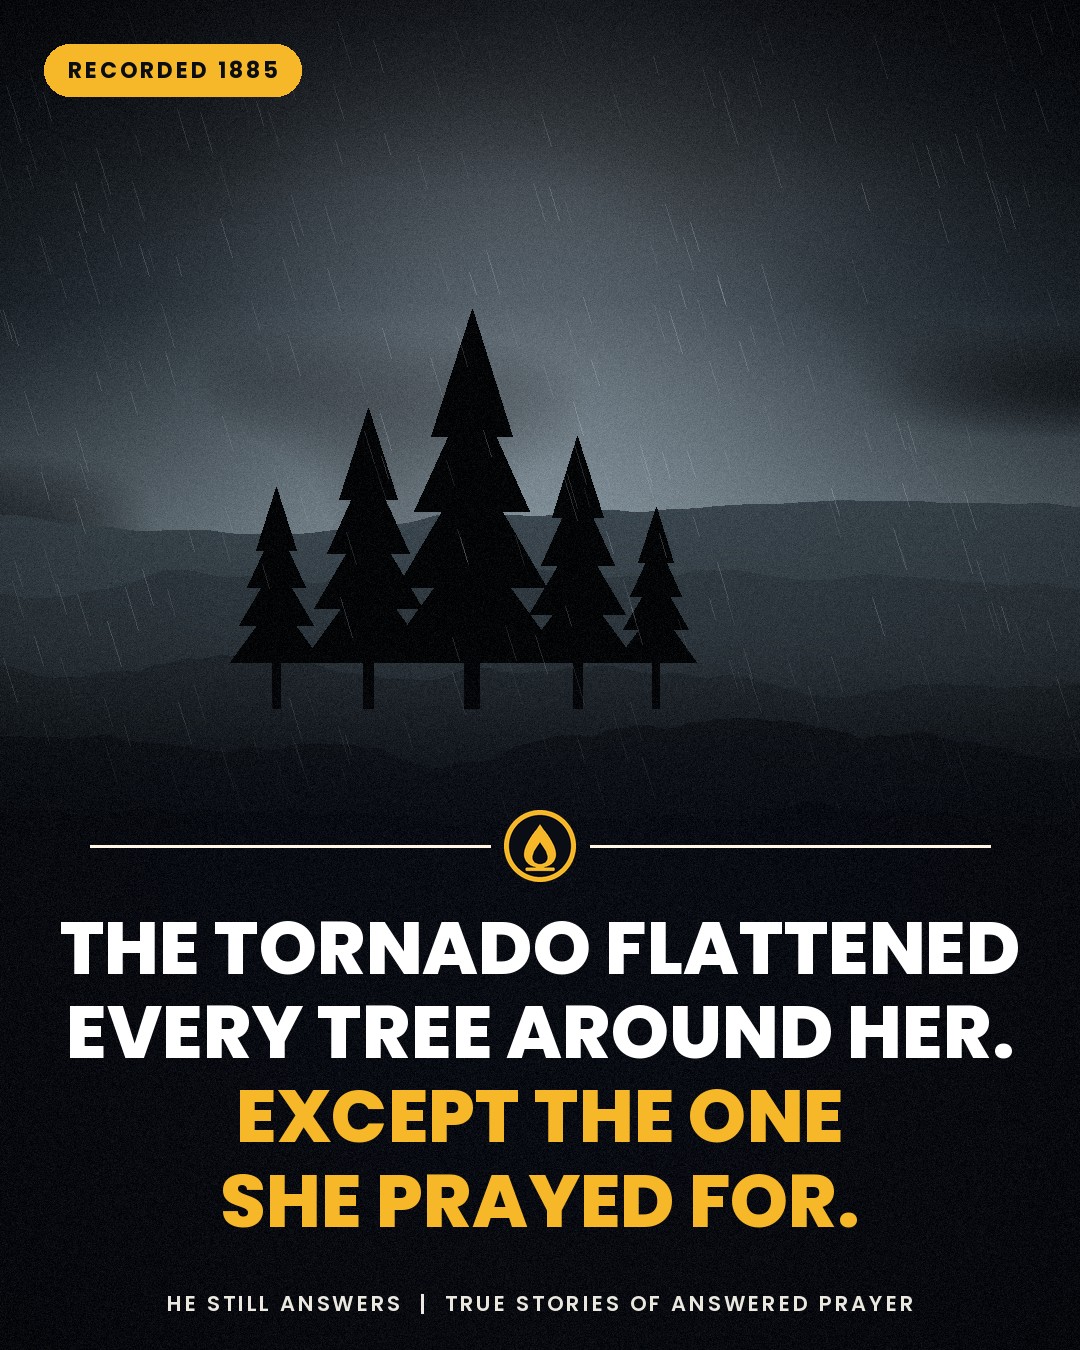 RECORDED 1885
THE TORNADO FLATTENED
EVERY TREE AROUND HER.
EXCEPT THE ONE
SHE PRAYED FOR.
HE STILL ANSWERS | TRUE STORIES OF ANSWERED PRAYER